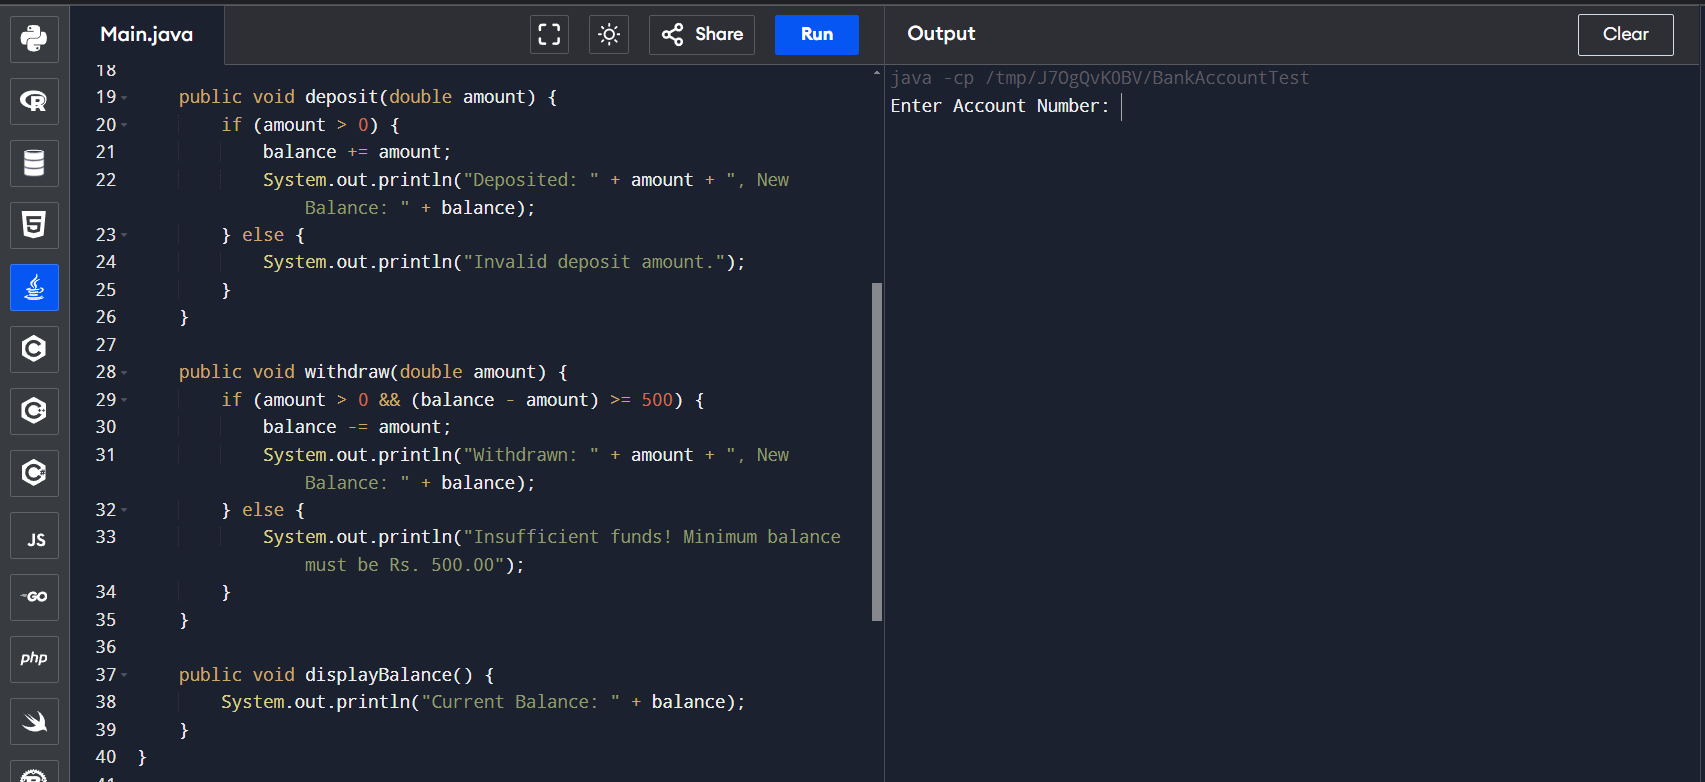 Main.java
Share
Run
Output
Clear
18
19 public void deposit(double amount) {
20 if (amount > 0) {
21 balance += amount;
22 System.out.println("Deposited: " + amount + ", New
Balance: " + balance);
23 } else {
24 System.out.println("Invalid deposit amount.");
25 }
26 }
27
28 public void withdraw(double amount) {
29 if (amount > 0 && (balance - amount) >= 500) {
30 balance -= amount;
31 System.out.println("Withdrawn: " + amount + ", New
Balance: " + balance);
32 } else {
33 System.out.println("Insufficient funds! Minimum balance
must be Rs. 500.00");
34 }
35 }
36
37 public void displayBalance() {
38 System.out.println("Current Balance: " + balance);
39 }
40 }
java -cp /tmp/J7OgQvK0BV/BankAccountTest
Enter Account Number:
R
5
C
C++
C#
JS
GO
php